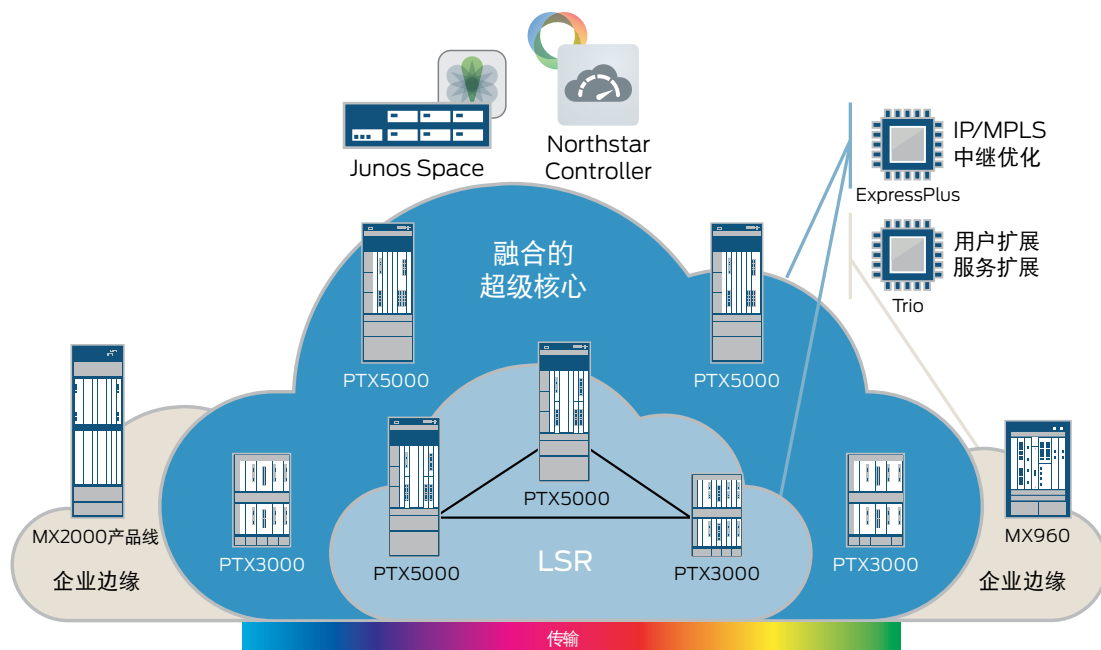 Junos Space
Northstar
Controller
IP/MPLS
中继优化
ExpressPlus
用户扩展
服务扩展
Trio
融合的
超级核心
PTX5000
PTX5000
MX2000产品线
企业边缘
PTX3000
PTX5000
PTX5000
LSR
PTX3000
PTX3000
MX960
企业边缘
传输